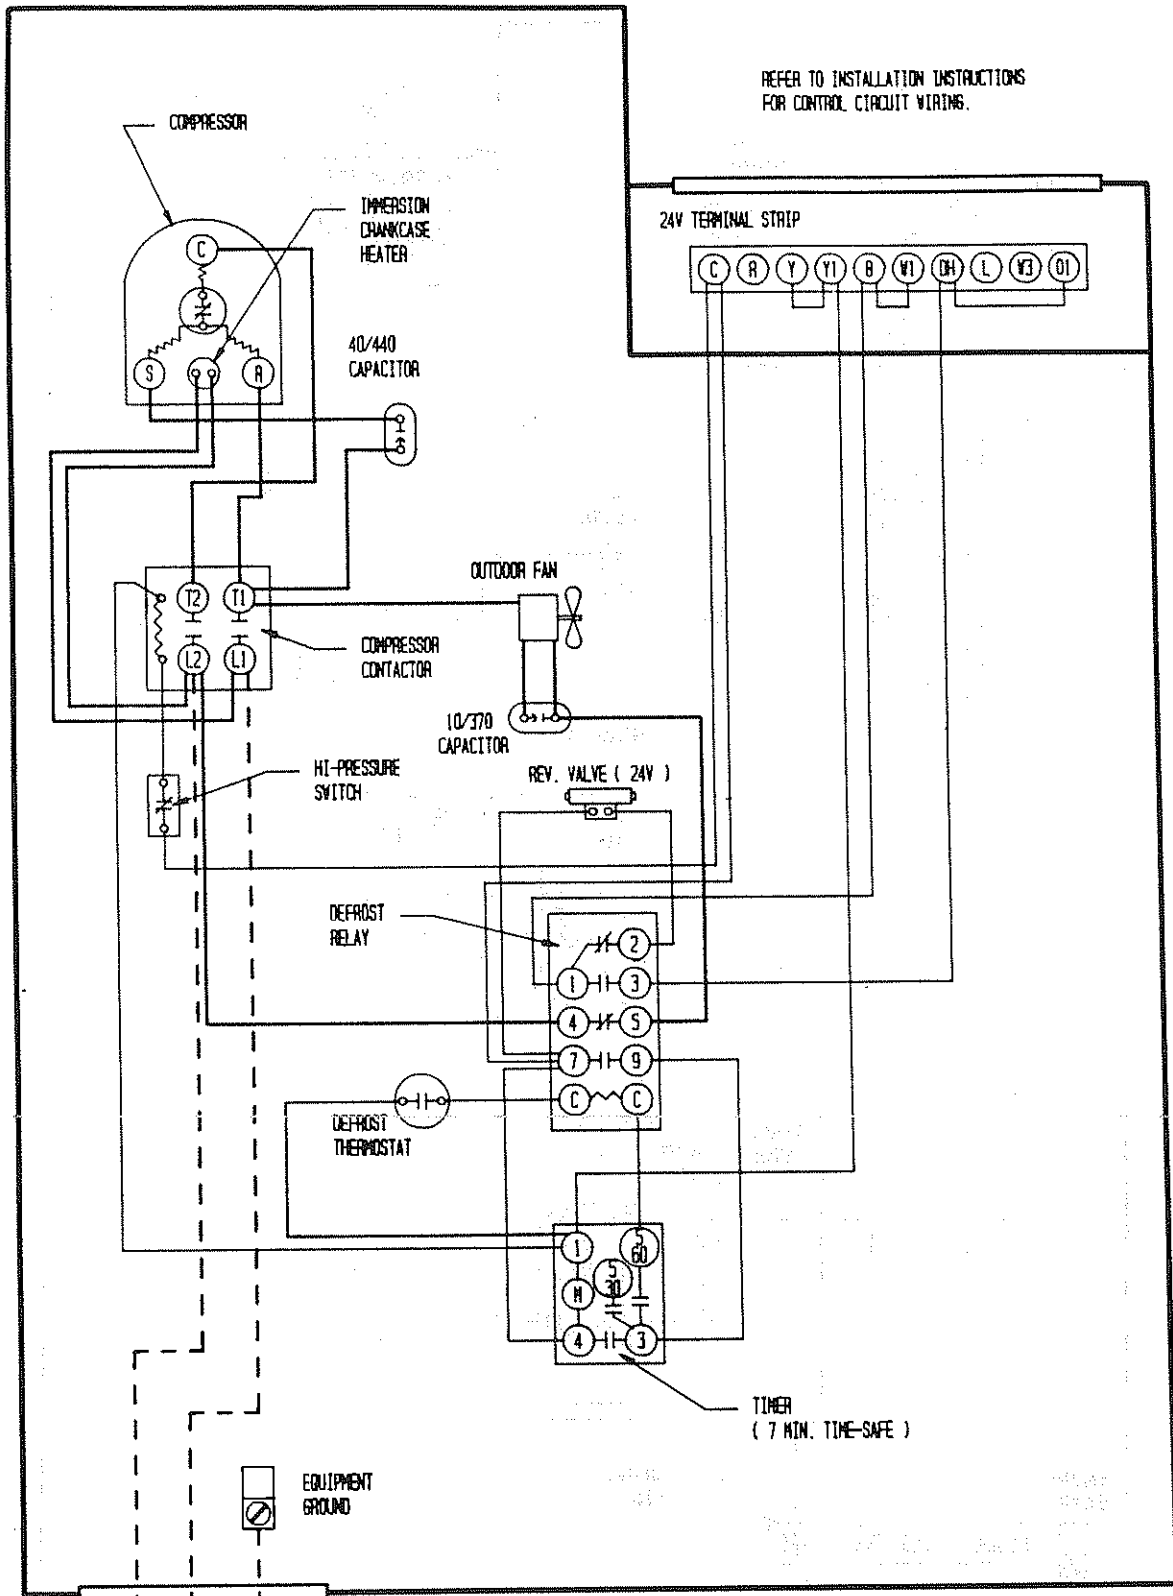 REFER TO INSTALLATION INSTRUCTIONS
FOR CONTROL CIRCUIT WIRING.
COMPRESSOR
IMMERSION
CRANKCASE
HEATER
24V TERMINAL STRIP
C R Y Y1 B W1 DH L W3 O1
C
S R
40/440
CAPACITOR
T2 T1
L2 L1
COMPRESSOR
CONTACTOR
OUTDOOR FAN
10/370
CAPACITOR
HI-PRESSURE
SWITCH
REV. VALVE ( 24V )
DEFROST
RELAY
2
1 3
4 5
7 9
C C
DEFROST
THERMOSTAT
1 5 60
M 5 30
4 3
TIMER
( 7 MIN. TIME-SAFE )
EQUIPMENT
GROUND